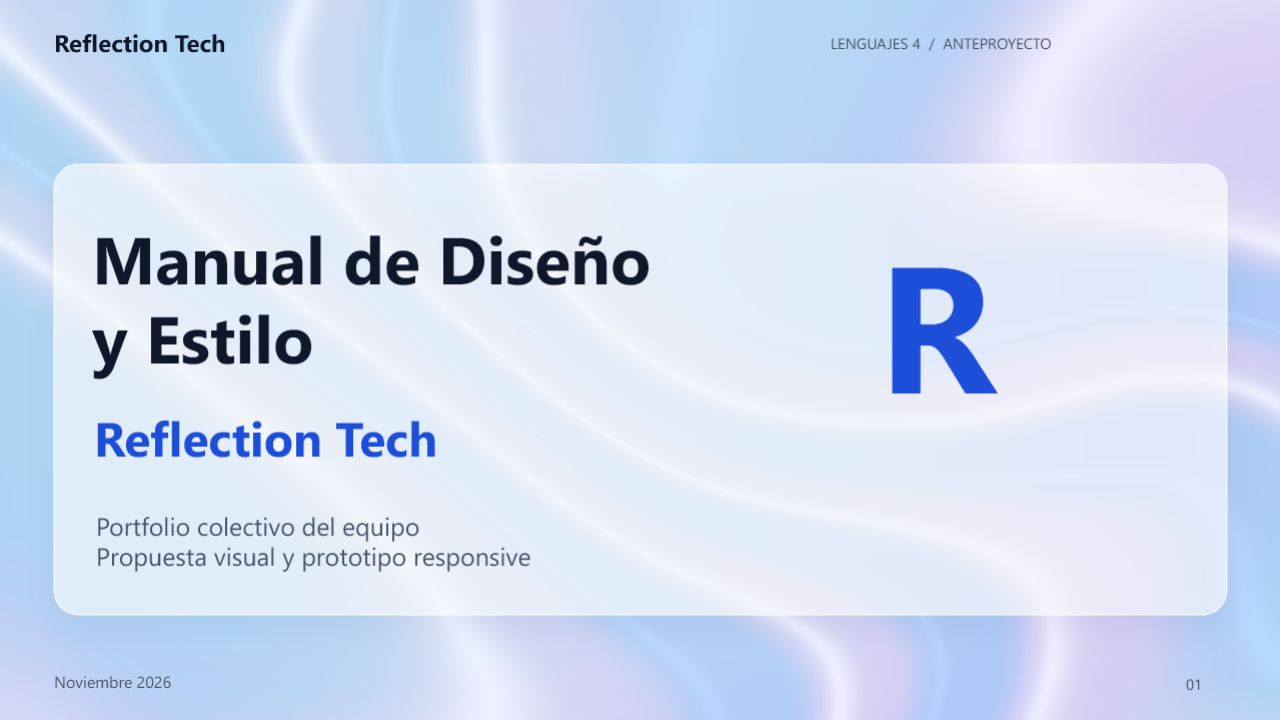 Reflection Tech
LENGUAJES 4 / ANTEPROYECTO
Manual de Diseño
y Estilo
R
Reflection Tech
Portfolio colectivo del equipo
Propuesta visual y prototipo responsive
Noviembre 2026
01